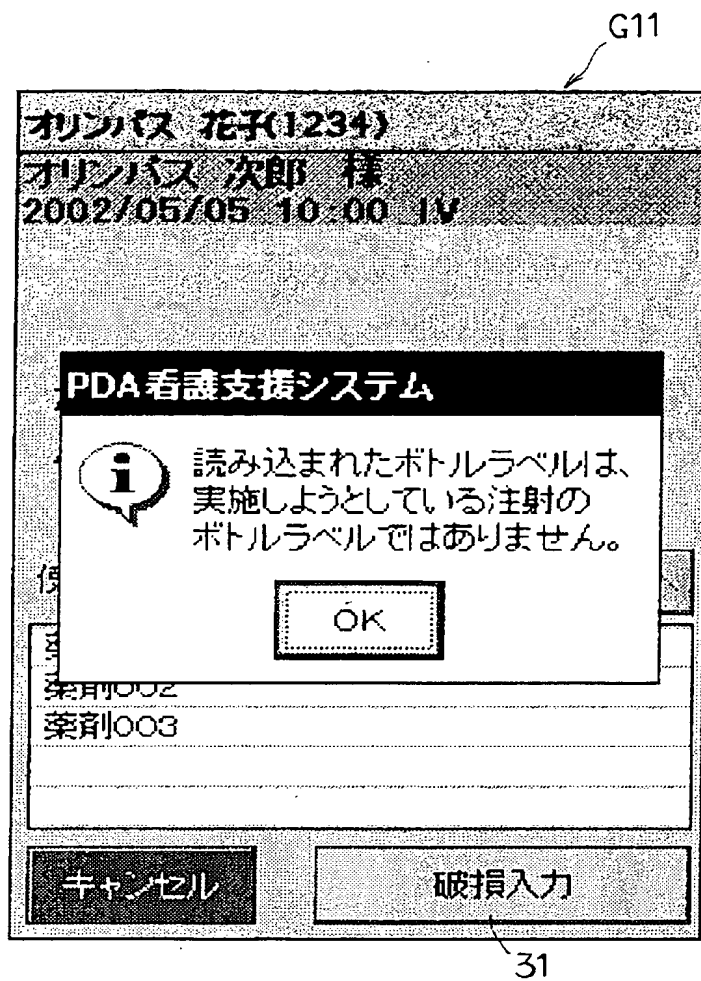 G11
オリンパス 花子(1234)
オリンパス 次郎 様
2002/05/05 10:00 IV
PDA看護支援システム
読み込まれたボトルラベルは、
実施しようとしている注射の
ボトルラベルではありません。
OK
薬剤002
薬剤003
キャンセル
破損入力
31